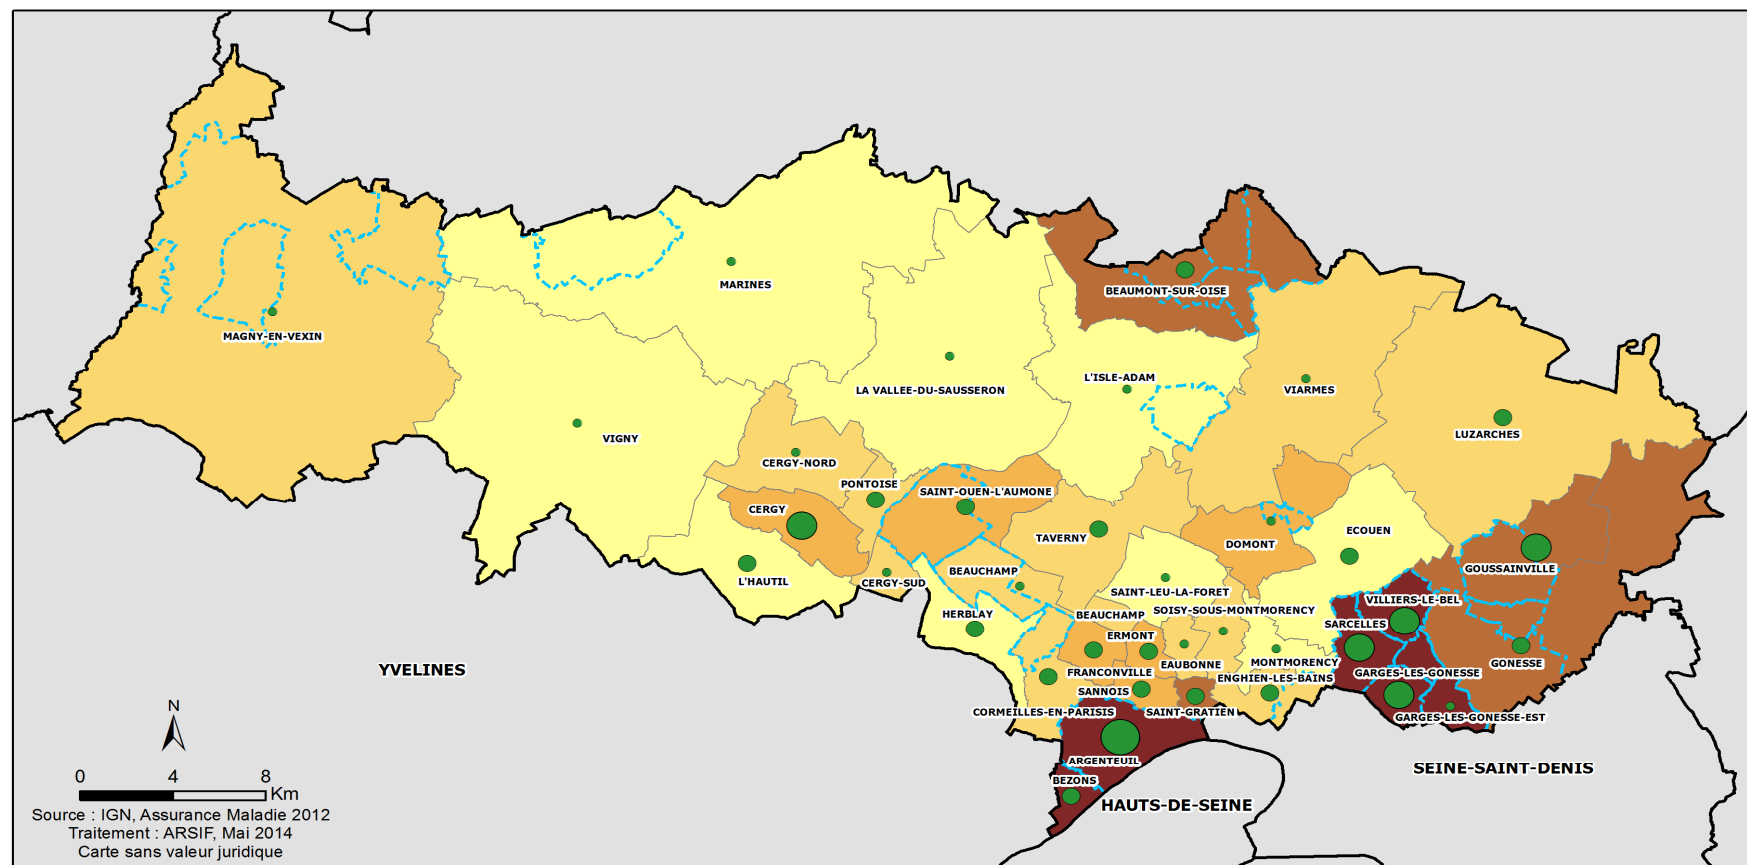 BEAUMONT-SUR-OISE
MARINES
MAGNY-EN-VEXIN
L'ISLE-ADAM
LA VALLEE-DU-SAUSSERON
VIARMES
LUZARCHES
VIGNY
CERGY-NORD
PONTOISE
SAINT-OUEN-L'AUMONE
CERGY
ECOUEN
TAVERNY
DOMONT
GOUSSAINVILLE
BEAUCHAMP
L'HAUTIL
CERGY-SUD
SAINT-LEU-LA-FORET
VILLIERS-LE-BEL
SOISY-SOUS-MONTMORENCY
HERBLAY
BEAUCHAMP
SARCELLES
ERMONT
EAUBONNE
MONTMORENCY
GONESSE
YVELINES
FRANCONVILLE
GARGES-LES-GONESSE
ENGHIEN-LES-BAINS
SANNOIS
CORMEILLES-EN-PARISIS
SAINT-GRATIEN
GARGES-LES-GONESSE-EST
N
ARGENTEUIL
SEINE-SAINT-DENIS
BEZONS
HAUTS-DE-SEINE
0 4 8
Km
Source : IGN, Assurance Maladie 2012
Traitement : ARSIF, Mai 2014
Carte sans valeur juridique